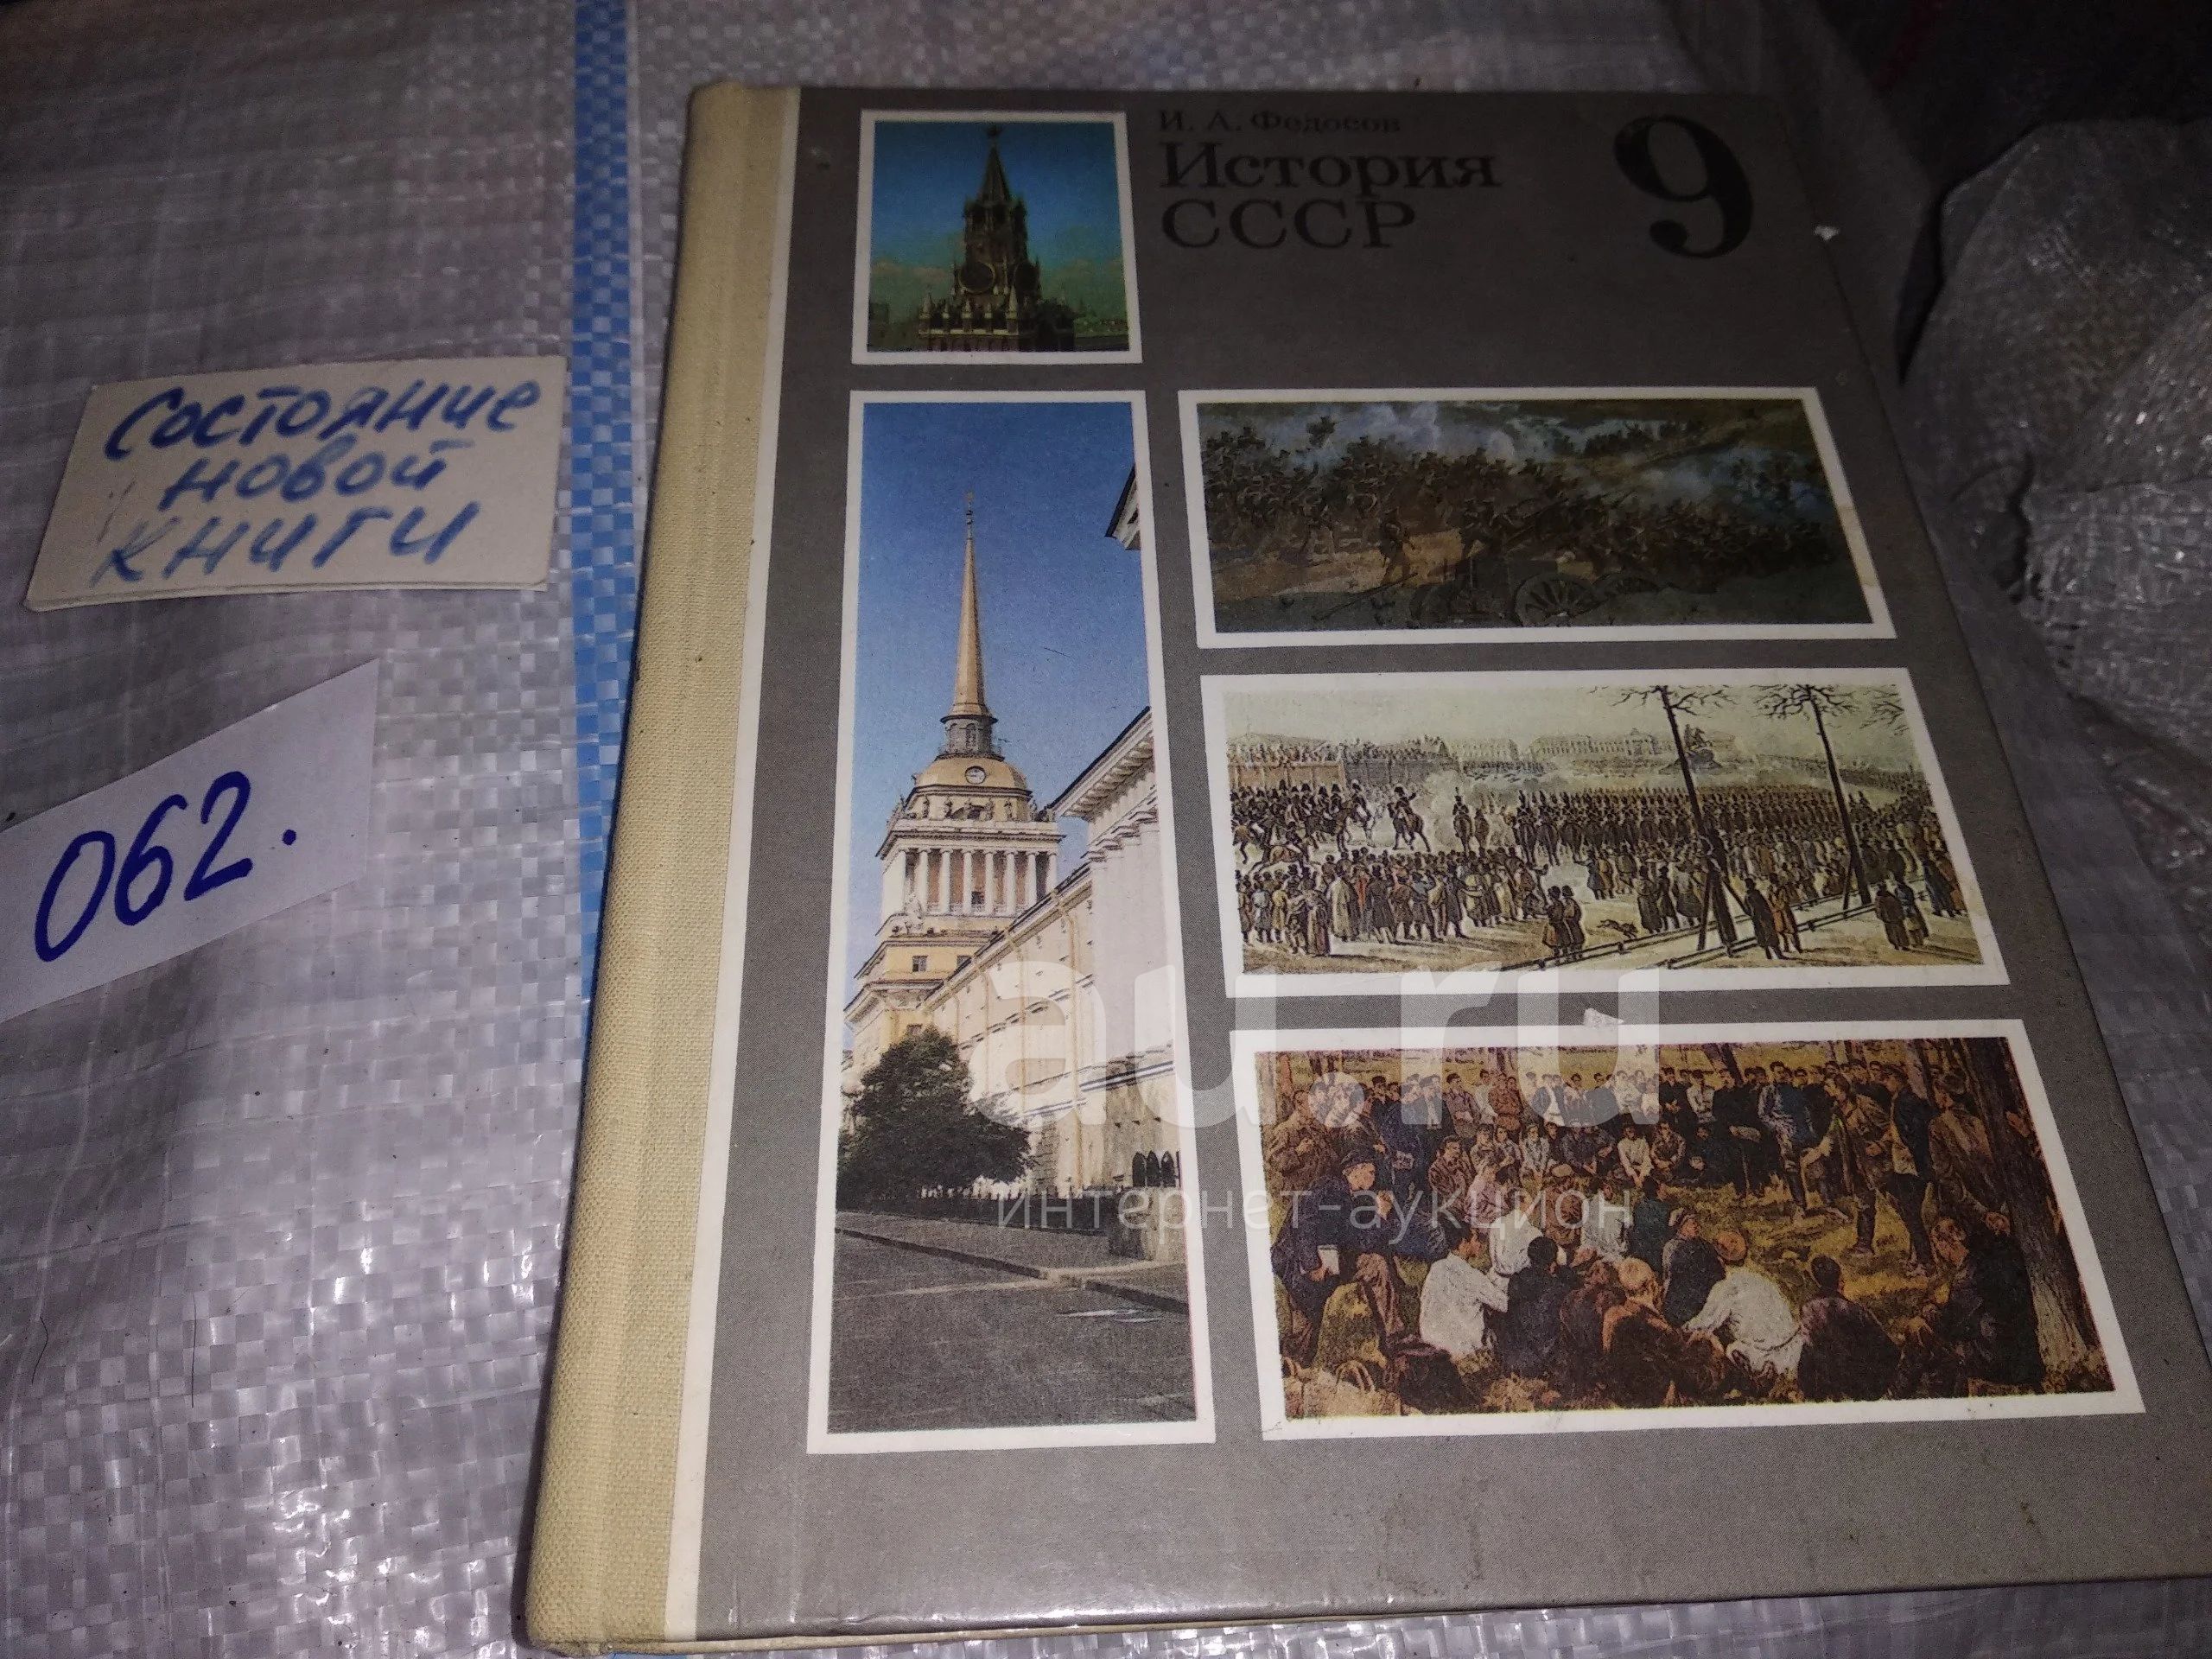 И. А. Федосов
История
СССР
9
Состояние
новой
книги
062.
au.ru
интернет-аукцион